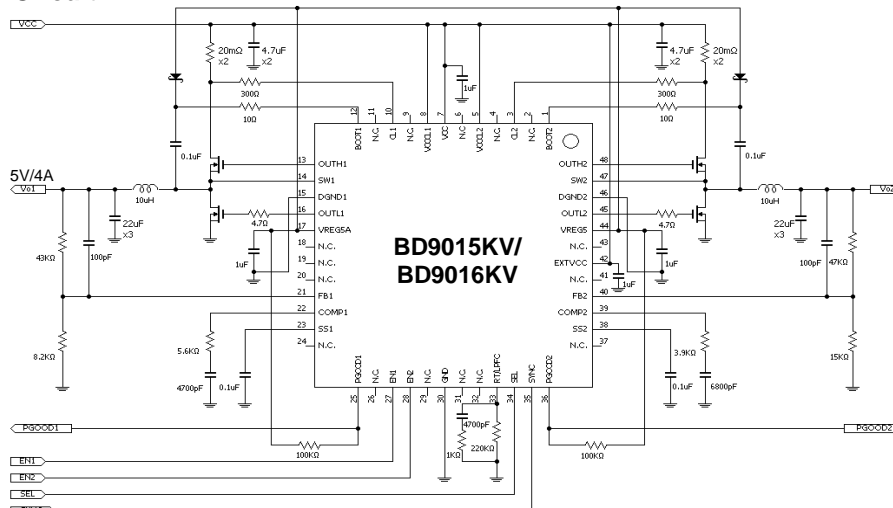 VCC
20mΩ
x2
4.7uF
x2
1uF
4.7uF
x2
20mΩ
x2
300Ω
10Ω
300Ω
10Ω
0.1uF
0.1uF
12 11 10 9 8 7 6 5 4 3 2 1
BOOT1 N.C. CL1 N.C. VCCCL1 VCC N.C. VCCCL2 N.C. CL2 N.C. BOOT2
13 OUTH1
14 SW1
15 DGND1
16 OUTL1
17 VREG5A
18 N.C.
19 N.C.
20 N.C.
21 FB1
22 COMP1
23 SS1
24 N.C.
BD9015KV/
BD9016KV
OUTH2 48
SW2 47
DGND2 46
OUTL2 45
VREG5 44
N.C. 43
EXTVCC 42
N.C. 41
FB2 40
COMP2 39
SS2 38
N.C. 37
PGOOD1 N.C. EN1 EN2 N.C. GND N.C. N.C. RT/LPFC SEL SYNC PGOOD2
25 26 27 28 29 30 31 32 33 34 35 36
5V/4A
Vo1
10uH
22uF
x3
4.7Ω
43KΩ
100pF
1uF
8.2KΩ
5.6KΩ
4700pF
0.1uF
4.7Ω
10uH
22uF
x3
1uF
1uF
100pF
47KΩ
3.9KΩ
15KΩ
0.1uF
6800pF
4700pF
1KΩ
220KΩ
100KΩ
100KΩ
PGOOD1
PGOOD2
EN1
EN2
SEL